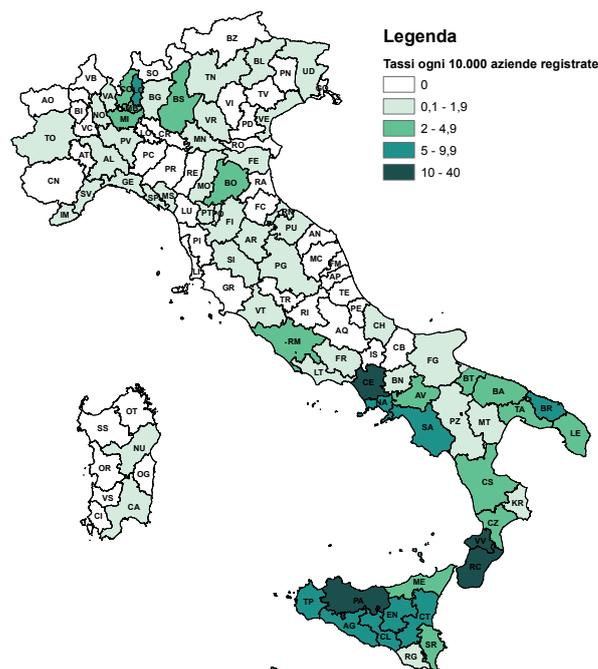 Legenda
Tassi ogni 10.000 aziende registrate
0
0,1 - 1,9
2 - 4,9
5 - 9,9
10 - 40
BZ
VB
SO
TN
BL
PN
UD
AO
VA
CO
LC
BG
BS
TV
GO
BI
NO
MI
VR
VI
PD
VE
TO
VC
PV
LO
CR
MN
RO
AT
AL
PC
PR
RE
MO
BO
FE
CN
SV
GE
SP
MS
RA
IM
LU
PT
PO
FI
FC
RN
PU
PI
AR
AN
LI
SI
PG
MC
FM
AP
GR
TR
TE
VT
RI
PE
AQ
CH
RM
IS
CB
FR
LT
FG
CE
BN
BT
BA
NA
AV
BR
SA
PZ
MT
TA
LE
OT
SS
NU
OR
OG
VS
CA
CI
CS
KR
CZ
VV
RC
ME
TP
PA
EN
CT
AG
CL
SR
RG